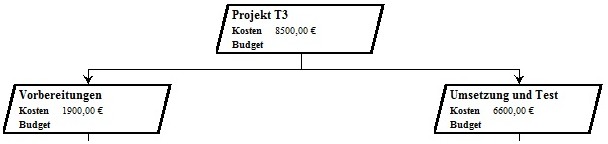 Projekt T3
Kosten 8500,00 €
Budget
Vorbereitungen
Kosten 1900,00 €
Budget
Umsetzung und Test
Kosten 6600,00 €
Budget